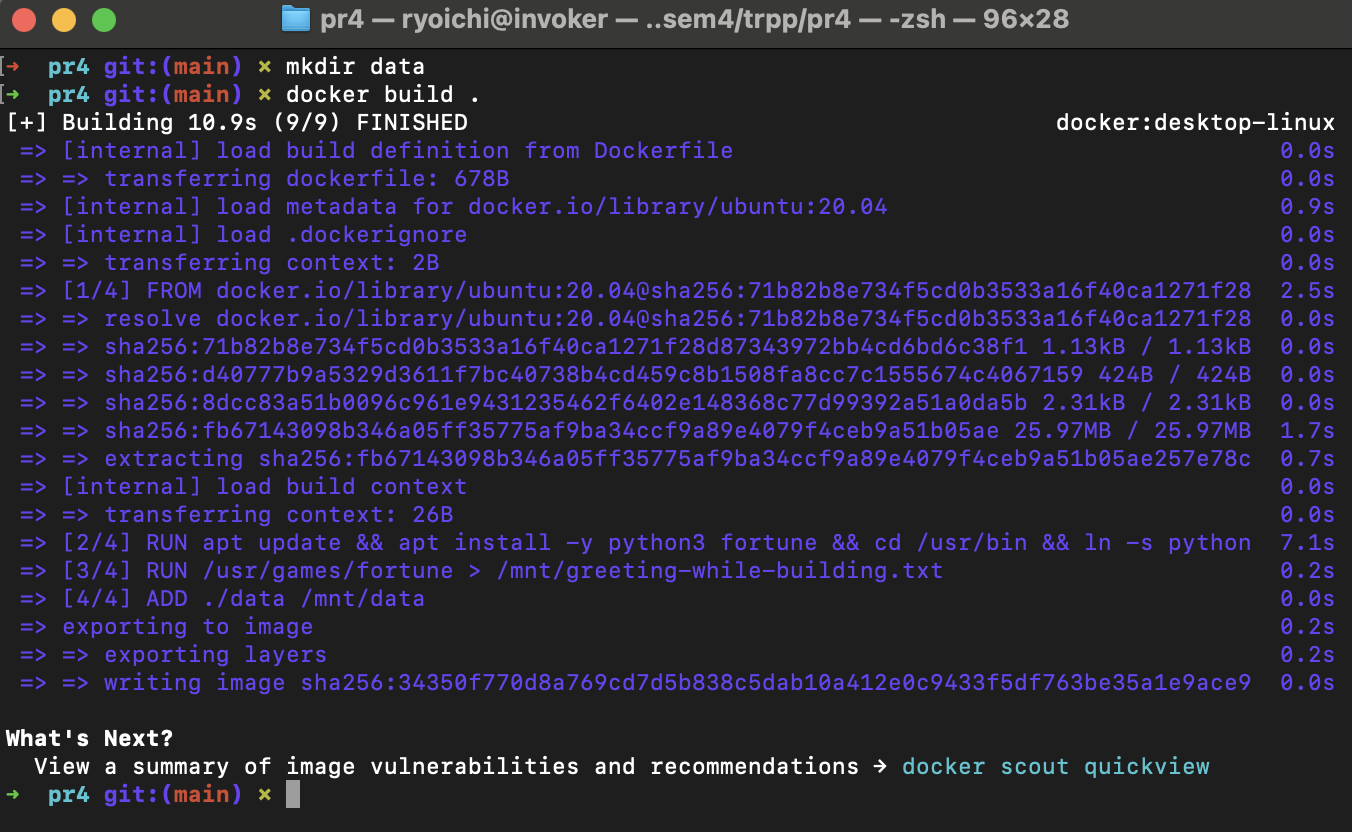 pr4 — ryoichi@invoker — ..sem4/trpp/pr4 — -zsh — 96×28
[➜  pr4 git:(main) ✗ mkdir data
[➜  pr4 git:(main) ✗ docker build .
[+] Building 10.9s (9/9) FINISHED docker:desktop-linux
=> [internal] load build definition from Dockerfile 0.0s
=> => transferring dockerfile: 678B 0.0s
=> [internal] load metadata for docker.io/library/ubuntu:20.04 0.9s
=> [internal] load .dockerignore 0.0s
=> => transferring context: 2B 0.0s
=> [1/4] FROM docker.io/library/ubuntu:20.04@sha256:71b82b8e734f5cd0b3533a16f40ca1271f28 2.5s
=> => resolve docker.io/library/ubuntu:20.04@sha256:71b82b8e734f5cd0b3533a16f40ca1271f28 0.0s
=> => sha256:71b82b8e734f5cd0b3533a16f40ca1271f28d87343972bb4cd6bd6c38f1 1.13kB / 1.13kB 0.0s
=> => sha256:d40777b9a5329d3611f7bc40738b4cd459c8b1508fa8cc7c1555674c4067159 424B / 424B 0.0s
=> => sha256:8dcc83a51b0096c961e9431235462f6402e148368c77d99392a51a0da5b 2.31kB / 2.31kB 0.0s
=> => sha256:fb67143098b346a05ff35775af9ba34ccf9a89e4079f4ceb9a51b05ae 25.97MB / 25.97MB 1.7s
=> => extracting sha256:fb67143098b346a05ff35775af9ba34ccf9a89e4079f4ceb9a51b05ae257e78c 0.7s
=> [internal] load build context 0.0s
=> => transferring context: 26B 0.0s
=> [2/4] RUN apt update && apt install -y python3 fortune && cd /usr/bin && ln -s python 7.1s
=> [3/4] RUN /usr/games/fortune > /mnt/greeting-while-building.txt 0.2s
=> [4/4] ADD ./data /mnt/data 0.0s
=> exporting to image 0.2s
=> => exporting layers 0.2s
=> => writing image sha256:34350f770d8a769cd7d5b838c5dab10a412e0c9433f5df763be35a1e9ace9 0.0s
What's Next?
View a summary of image vulnerabilities and recommendations → docker scout quickview
➜  pr4 git:(main) ✗